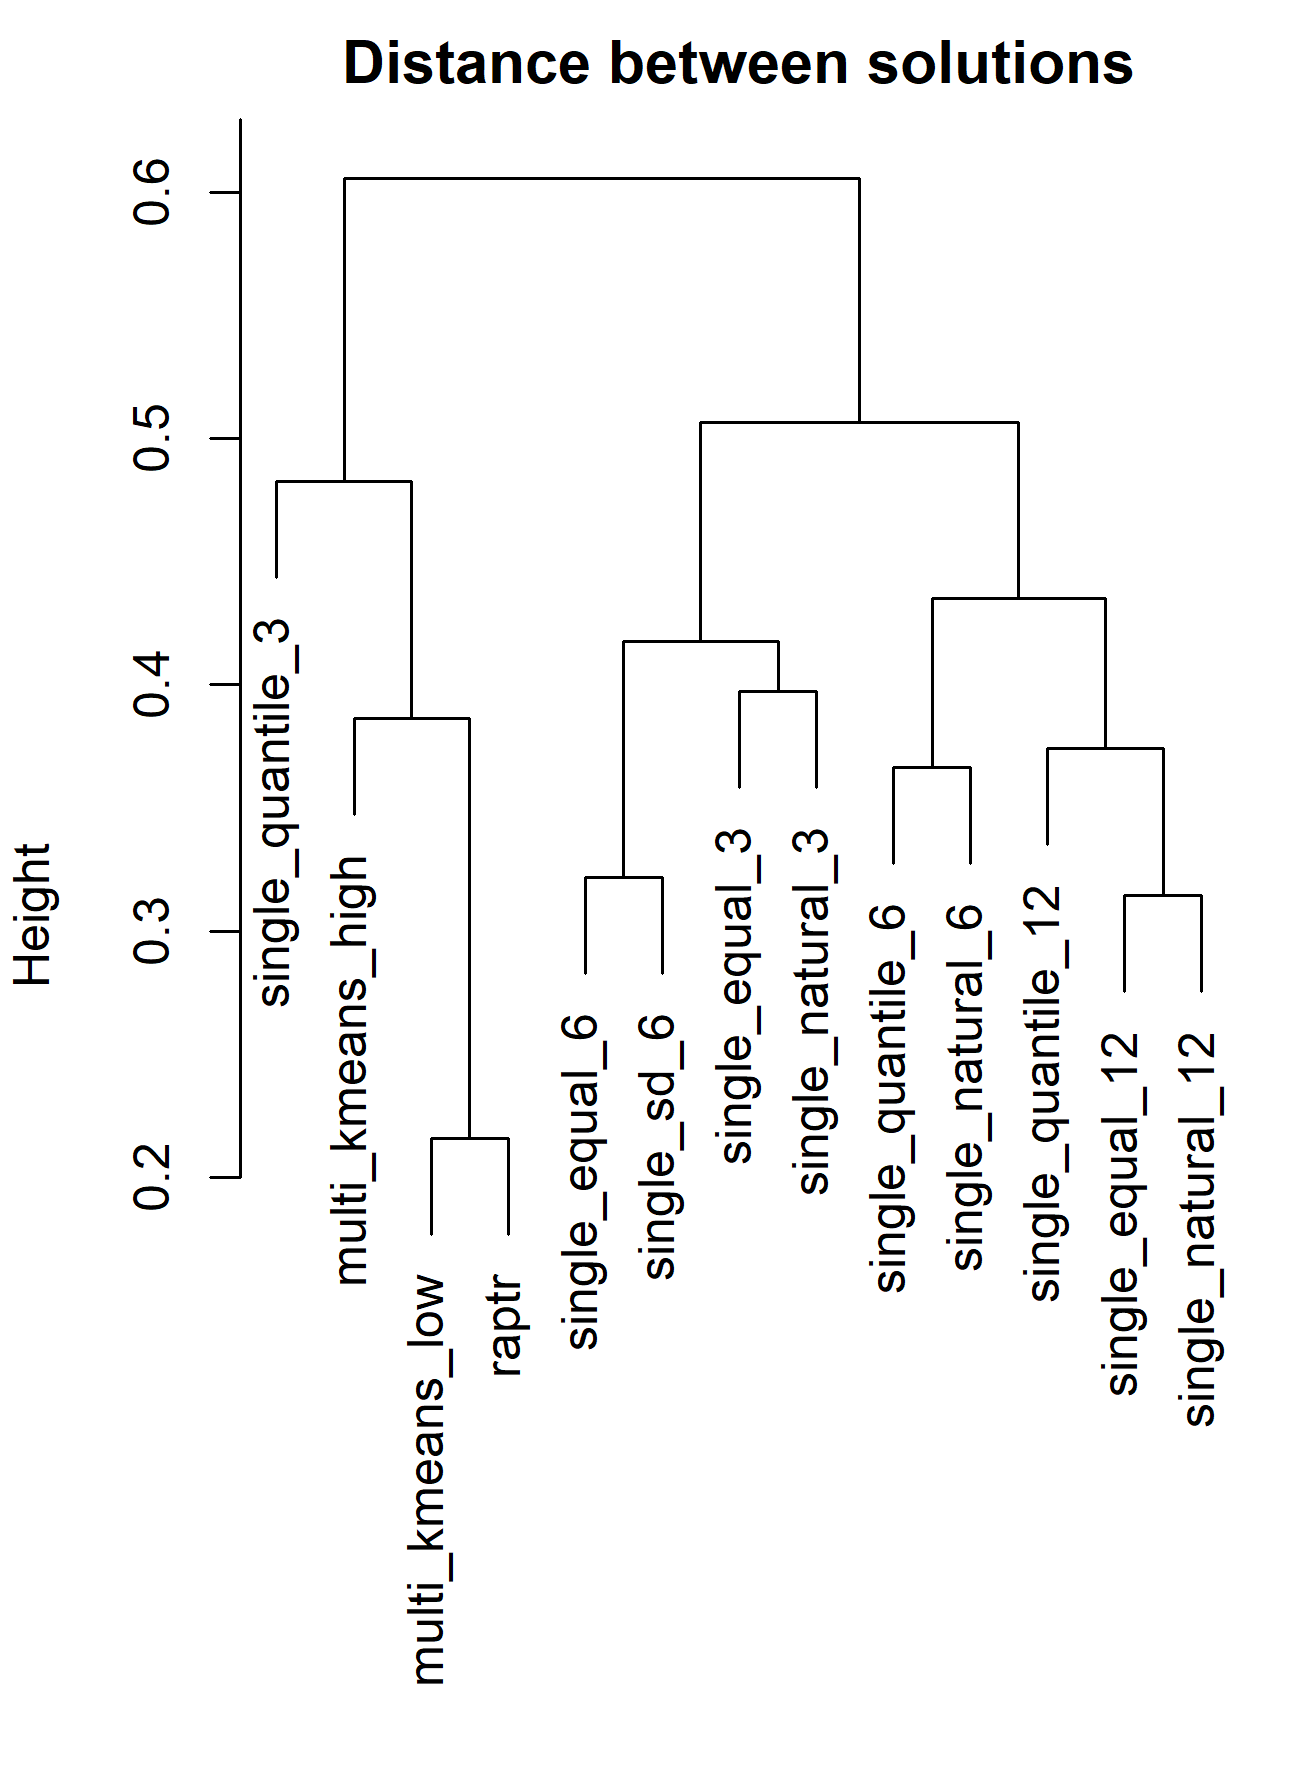 Distance between solutions
Height
0.6
0.5
0.4
0.3
0.2
single_quantile_3
multi_kmeans_high
multi_kmeans_low
raptr
single_equal_6
single_sd_6
single_equal_3
single_natural_3
single_quantile_6
single_natural_6
single_quantile_12
single_equal_12
single_natural_12